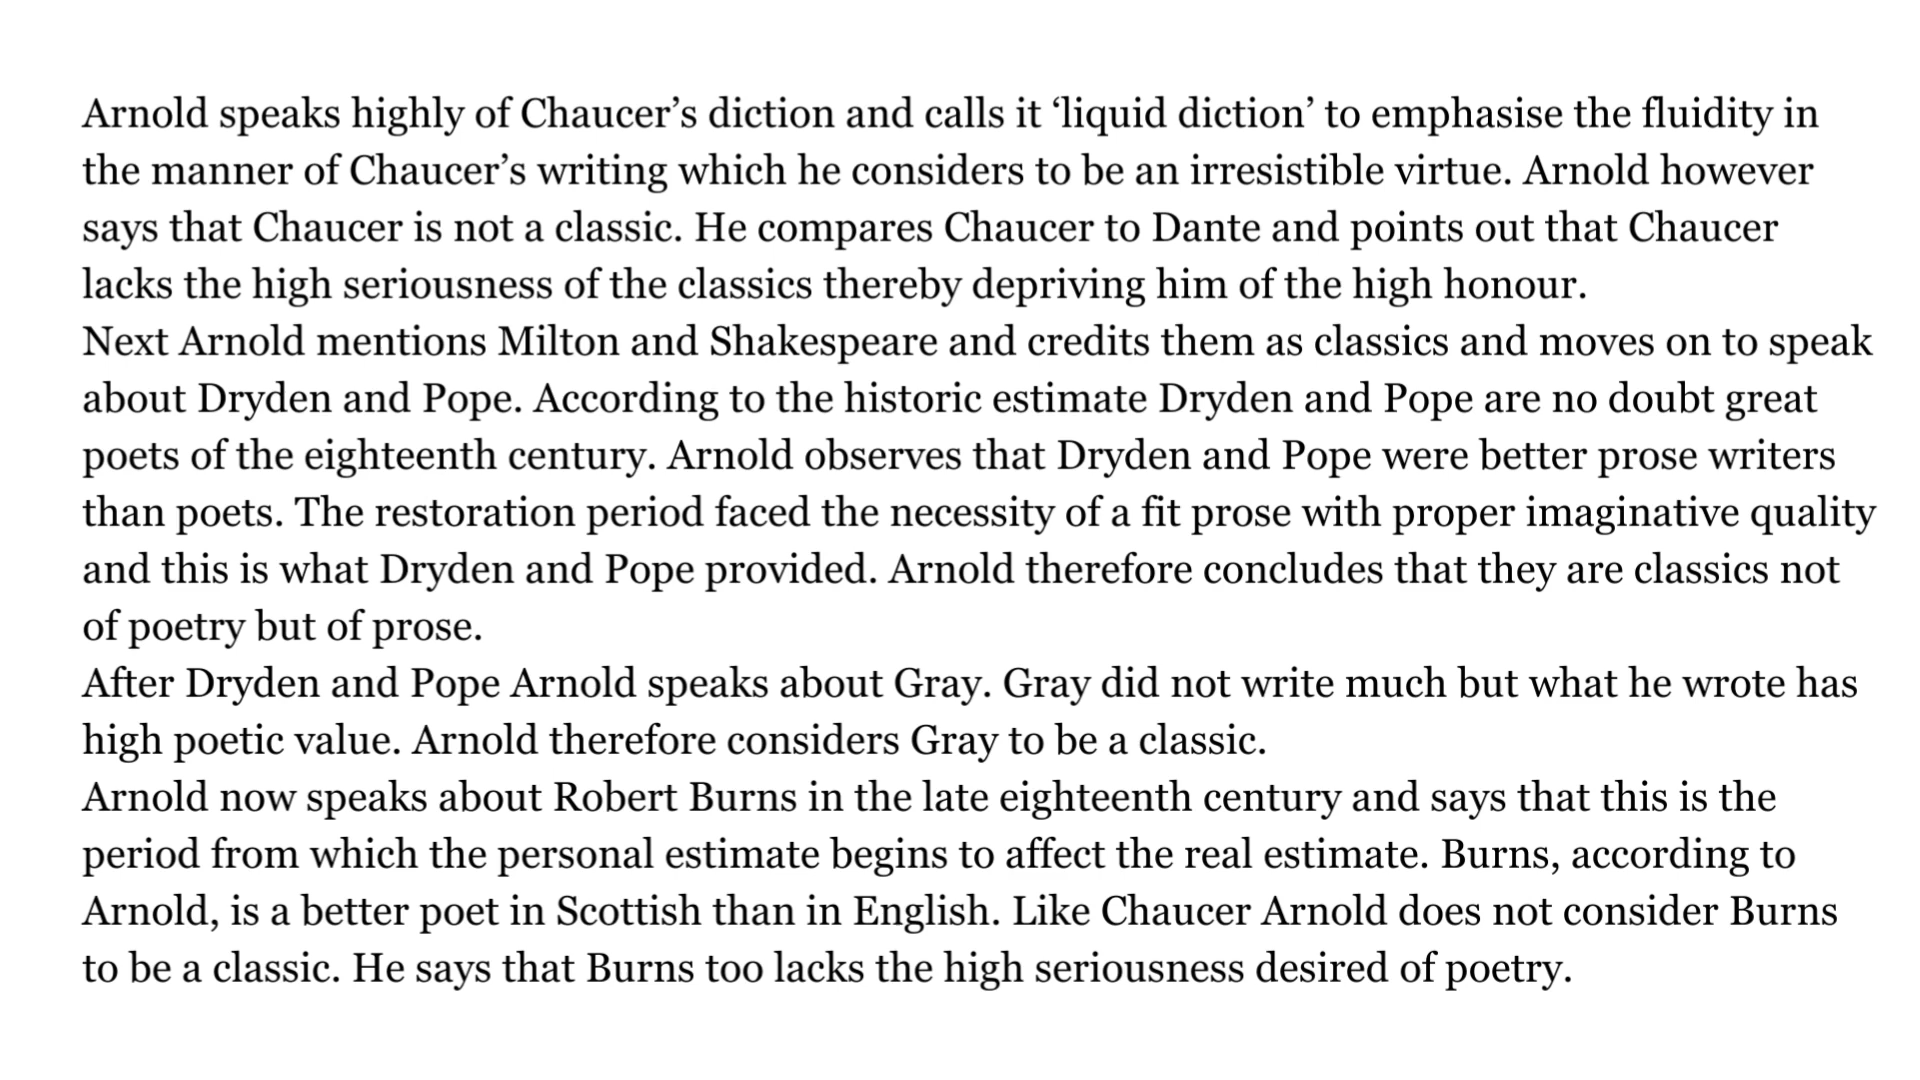 Arnold speaks highly of Chaucer’s diction and calls it ‘liquid diction’ to emphasise the fluidity in
the manner of Chaucer’s writing which he considers to be an irresistible virtue. Arnold however
says that Chaucer is not a classic. He compares Chaucer to Dante and points out that Chaucer
lacks the high seriousness of the classics thereby depriving him of the high honour.
Next Arnold mentions Milton and Shakespeare and credits them as classics and moves on to speak
about Dryden and Pope. According to the historic estimate Dryden and Pope are no doubt great
poets of the eighteenth century. Arnold observes that Dryden and Pope were better prose writers
than poets. The restoration period faced the necessity of a fit prose with proper imaginative quality
and this is what Dryden and Pope provided. Arnold therefore concludes that they are classics not
of poetry but of prose.
After Dryden and Pope Arnold speaks about Gray. Gray did not write much but what he wrote has
high poetic value. Arnold therefore considers Gray to be a classic.
Arnold now speaks about Robert Burns in the late eighteenth century and says that this is the
period from which the personal estimate begins to affect the real estimate. Burns, according to
Arnold, is a better poet in Scottish than in English. Like Chaucer Arnold does not consider Burns
to be a classic. He says that Burns too lacks the high seriousness desired of poetry.